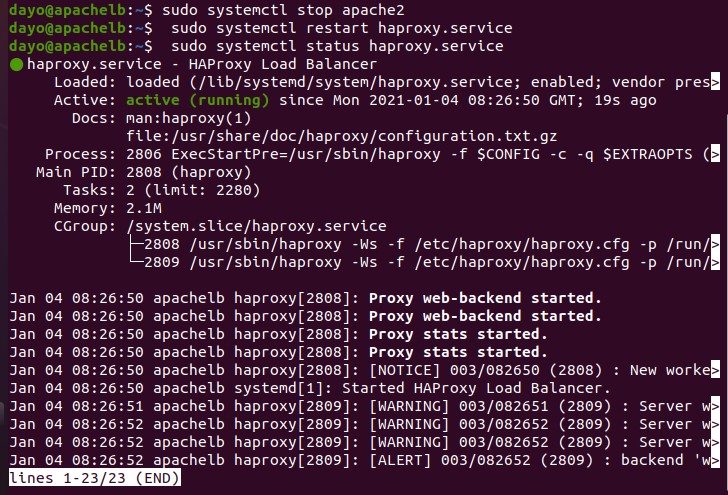 dayo@apachelb:~$ sudo systemctl stop apache2
dayo@apachelb:~$  sudo systemctl restart haproxy.service
dayo@apachelb:~$  sudo systemctl status haproxy.service
● haproxy.service - HAProxy Load Balancer
     Loaded: loaded (/lib/systemd/system/haproxy.service; enabled; vendor pres>
     Active: active (running) since Mon 2021-01-04 08:26:50 GMT; 19s ago
       Docs: man:haproxy(1)
             file:/usr/share/doc/haproxy/configuration.txt.gz
    Process: 2806 ExecStartPre=/usr/sbin/haproxy -f $CONFIG -c -q $EXTRAOPTS (>
   Main PID: 2808 (haproxy)
      Tasks: 2 (limit: 2280)
     Memory: 2.1M
     CGroup: /system.slice/haproxy.service
             ├─2808 /usr/sbin/haproxy -Ws -f /etc/haproxy/haproxy.cfg -p /run/>
             └─2809 /usr/sbin/haproxy -Ws -f /etc/haproxy/haproxy.cfg -p /run/>
Jan 04 08:26:50 apachelb haproxy[2808]: Proxy web-backend started.
Jan 04 08:26:50 apachelb haproxy[2808]: Proxy web-backend started.
Jan 04 08:26:50 apachelb haproxy[2808]: Proxy stats started.
Jan 04 08:26:50 apachelb haproxy[2808]: Proxy stats started.
Jan 04 08:26:50 apachelb haproxy[2808]: [NOTICE] 003/082650 (2808) : New worke>
Jan 04 08:26:50 apachelb systemd[1]: Started HAProxy Load Balancer.
Jan 04 08:26:51 apachelb haproxy[2809]: [WARNING] 003/082651 (2809) : Server w>
Jan 04 08:26:52 apachelb haproxy[2809]: [WARNING] 003/082652 (2809) : Server w>
Jan 04 08:26:52 apachelb haproxy[2809]: [WARNING] 003/082652 (2809) : Server w>
Jan 04 08:26:52 apachelb haproxy[2809]: [ALERT] 003/082652 (2809) : backend 'w>
lines 1-23/23 (END)